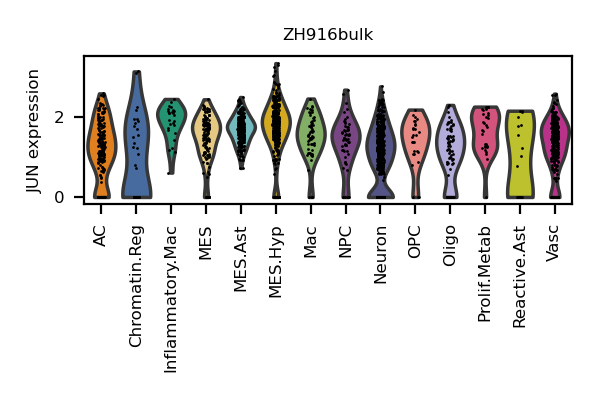 ZH916bulk
JUN expression
2
0
AC
Chromatin.Reg
Inflammatory.Mac
MES
MES.Ast
MES.Hyp
Mac
NPC
Neuron
OPC
Oligo
Prolif.Metab
Reactive.Ast
Vasc